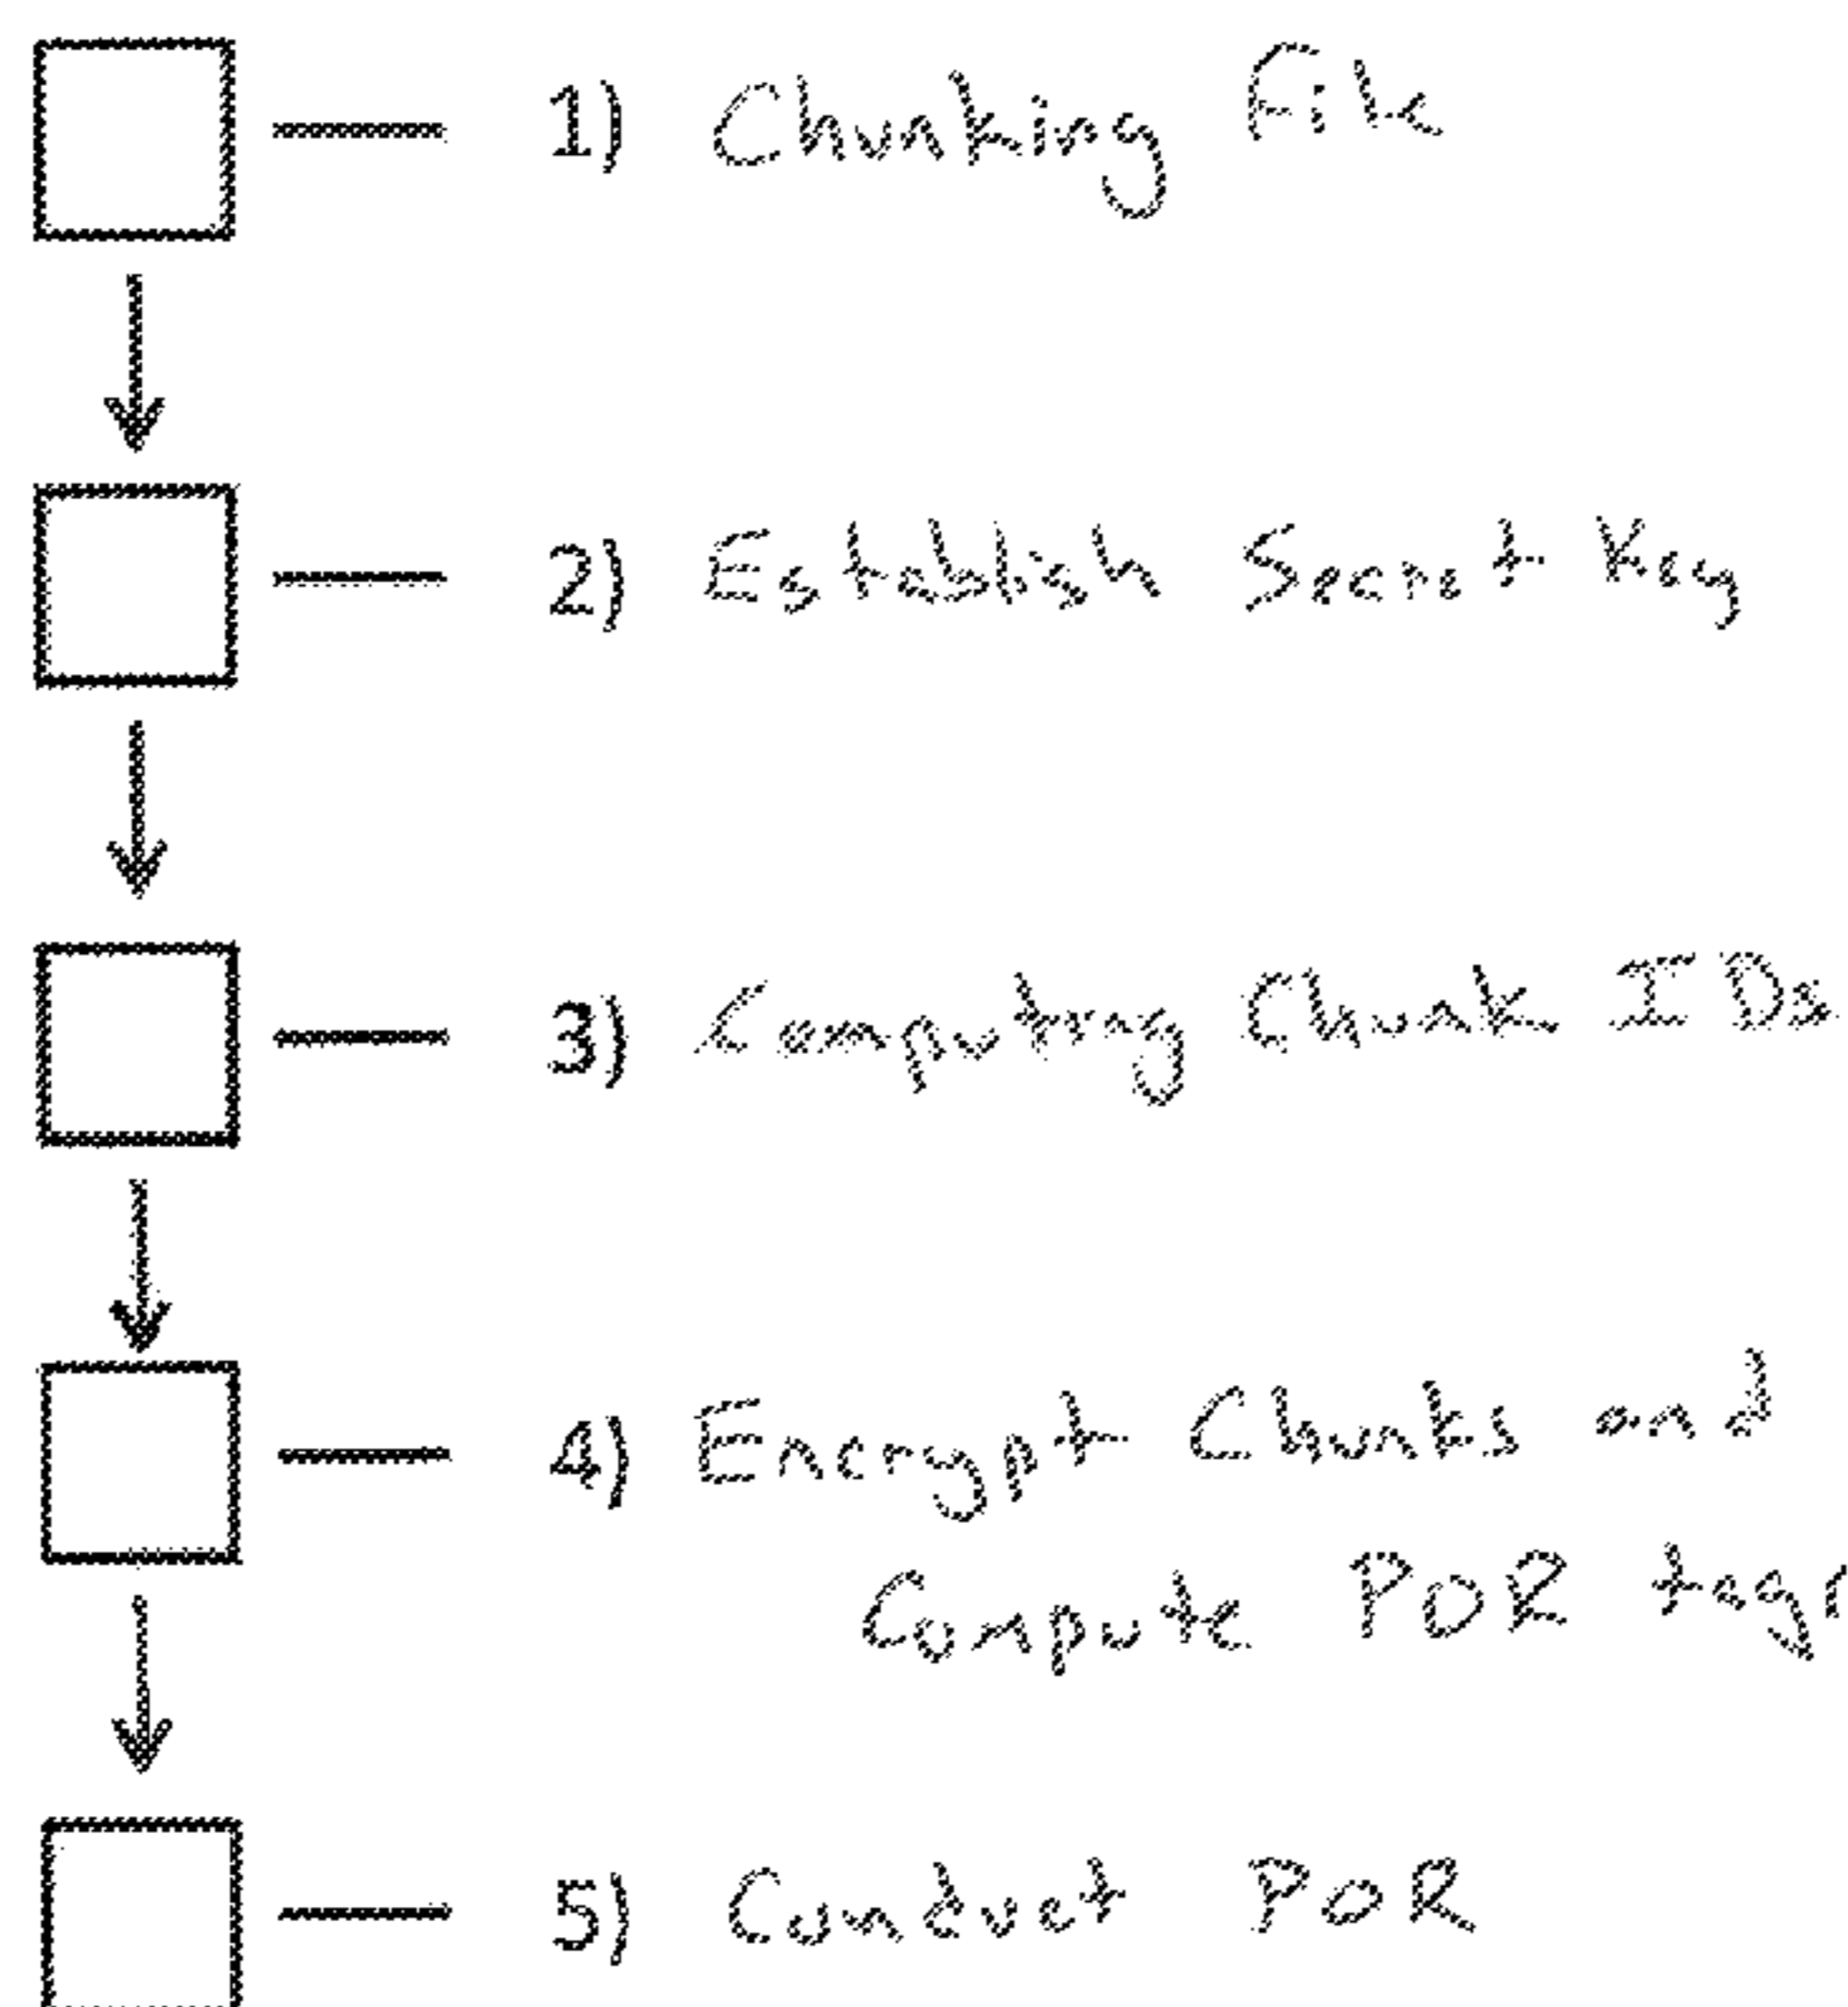 1) Chunking File
2) Establish Secret Key
3) Computing Chunk IDs
4) Encrypt Chunks and
Compute POR tags
5) Conduct POR